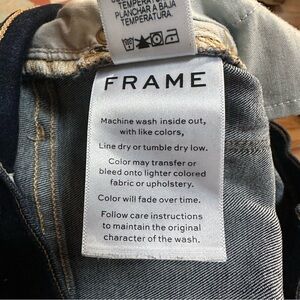 TEMPERATURA.
PLANCHAR A BAJA
TEMPERATURA.
FRAME
Machine wash inside out,
with like colors,
Line dry or tumble dry low.
Color may transfer or
bleed onto lighter colored
fabric or upholstery.
Color will fade over time.
Follow care instructions
to maintain the original
character of the wash.